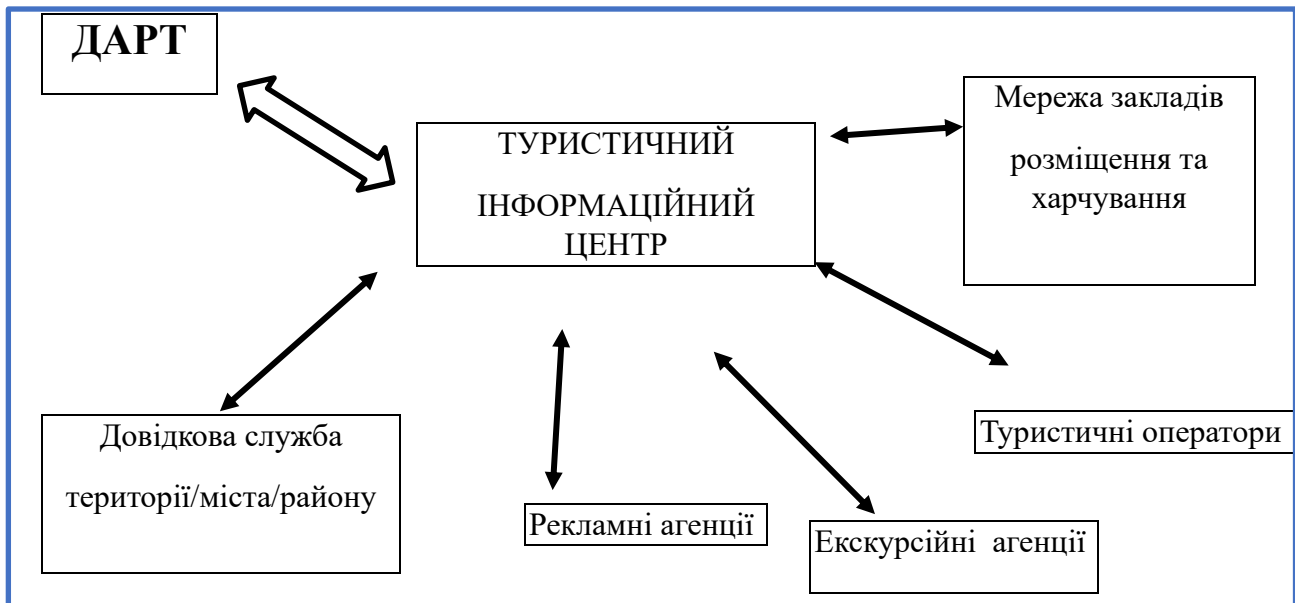 ДАРТ
ТУРИСТИЧНИЙ
ІНФОРМАЦІЙНИЙ
ЦЕНТР
Мережа закладів
розміщення та
харчування
Довідкова служба
території/міста/району
Рекламні агенції
Екскурсійні агенції
Туристичні оператори